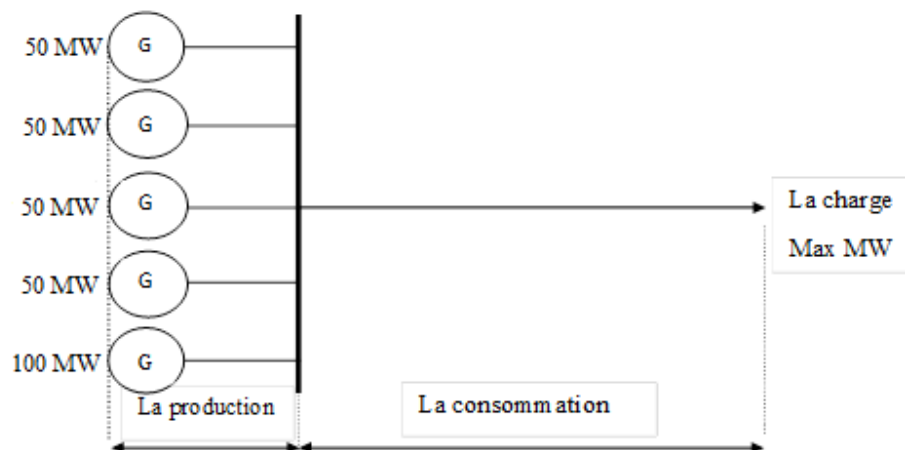 50 MW G
50 MW G
50 MW G
50 MW G
100 MW G
La charge
Max MW
La production
La consommation